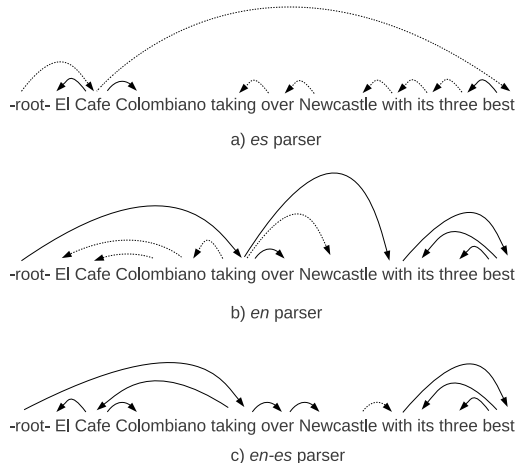 -root- El Cafe Colombiano taking over Newcastle with its three best
a) es parser
-root- El Cafe Colombiano taking over Newcastle with its three best
b) en parser
-root- El Cafe Colombiano taking over Newcastle with its three best
c) en-es parser